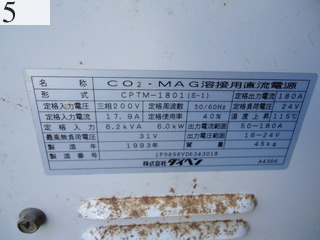 5
名 称 CO2・MAG溶接用直流電源
形 式 CPTM-1801(S-1) 定格出力電流 180A
定格入力電圧 三相200V 定格周波数 50/60Hz 定格出力電圧 24V
定格入力電流 17.9A 定格使用率 40% 温度上昇 115℃
定格入力 6.2kVA 6.0kW 出力電流範囲 50~180A
最高無負荷電圧 31V 出力電圧範囲 16~24V
製造年 1993年 質量 45kg
1P9898YD6343018
株式会社ダイヘン A4366